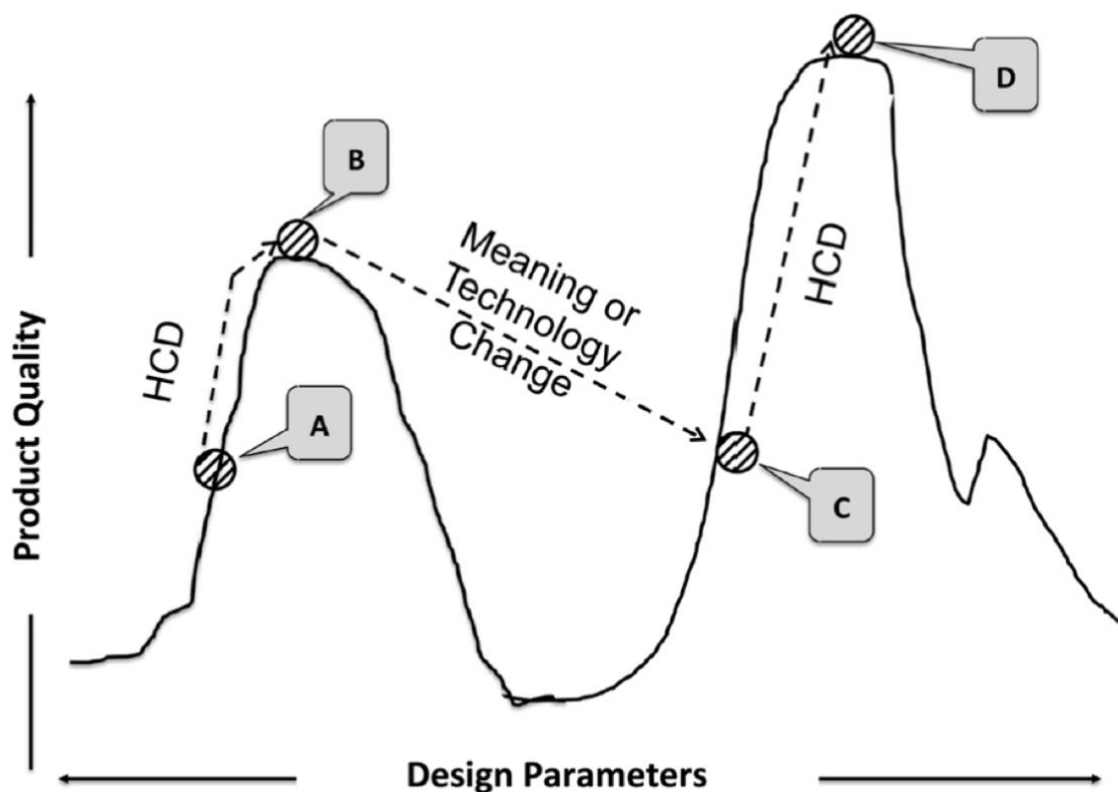 D
B
Meaning or
Technology
Change
HCD
HCD
A
C
Product Quality
Design Parameters